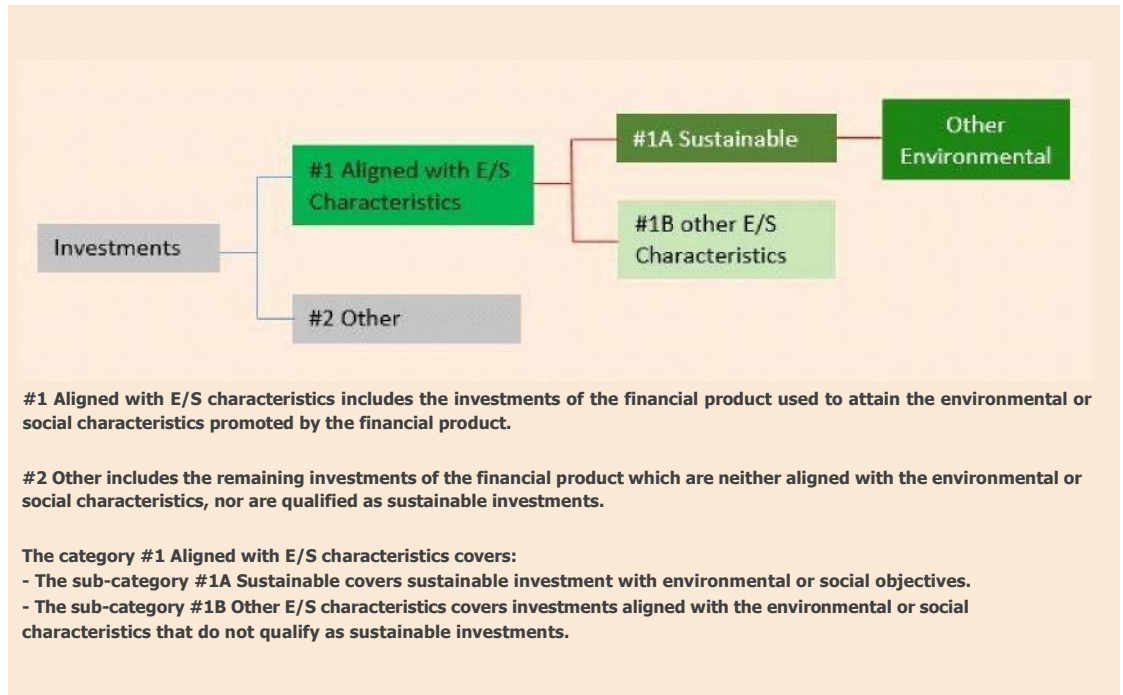 Investments
#1 Aligned with E/S
Characteristics
#2 Other
#1A Sustainable
#1B other E/S
Characteristics
Other
Environmental
#1 Aligned with E/S characteristics includes the investments of the financial product used to attain the environmental or
social characteristics promoted by the financial product.
#2 Other includes the remaining investments of the financial product which are neither aligned with the environmental or
social characteristics, nor are qualified as sustainable investments.
The category #1 Aligned with E/S characteristics covers:
- The sub-category #1A Sustainable covers sustainable investment with environmental or social objectives.
- The sub-category #1B Other E/S characteristics covers investments aligned with the environmental or social
characteristics that do not qualify as sustainable investments.